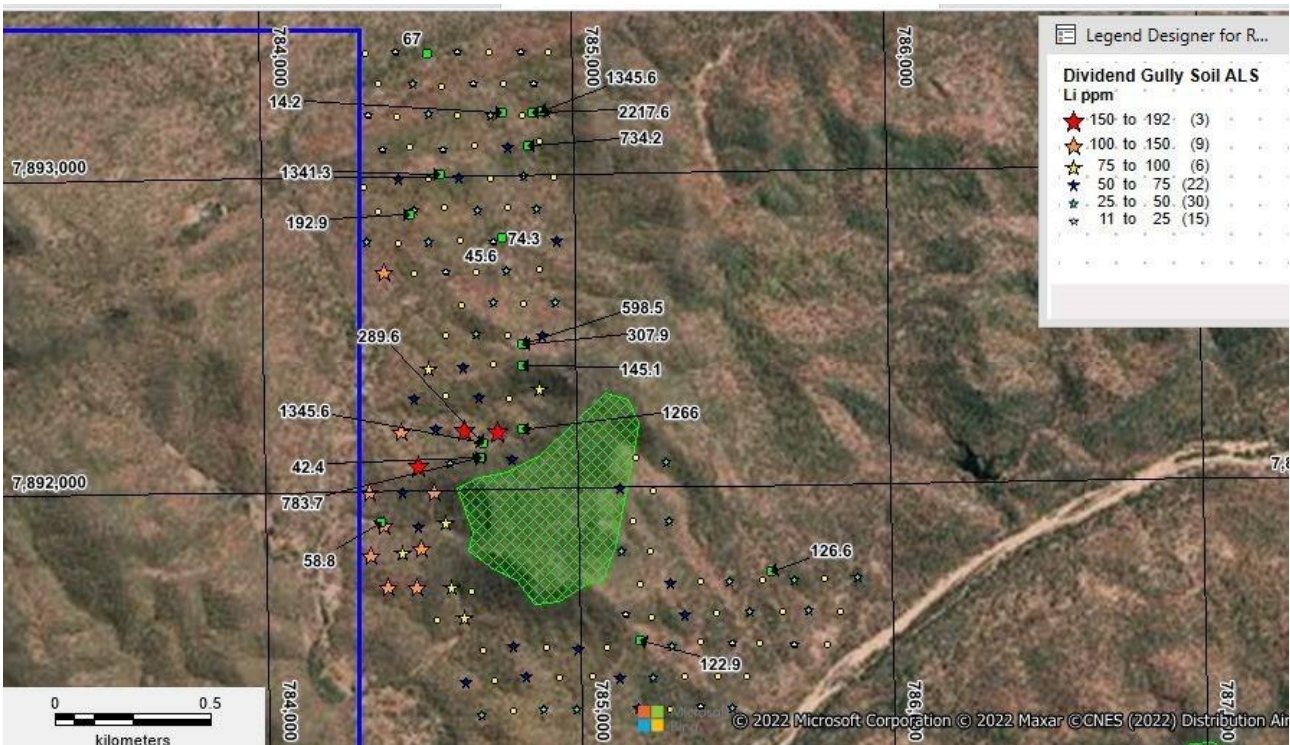 Legend Designer for R...
Dividend Gully Soil ALS
Li ppm
150 to 192 (3)
100 to 150 (9)
75 to 100 (6)
50 to 75 (22)
25 to 50 (30)
11 to 25 (15)
784,000
785,000
786,000
67
1345.6
14.2
2217.6
734.2
7,893,000
1341.3
192.9
74.3
45.6
598.5
289.6
307.9
145.1
1345.6
1266
42.4
7,892,000
783.7
58.8
126.6
122.9
784,000
785,000
0 0.5
kilometers
Microsoft
Bing
© 2022 Microsoft Corporation © 2022 Maxar ©CNES (2022) Distribution Air